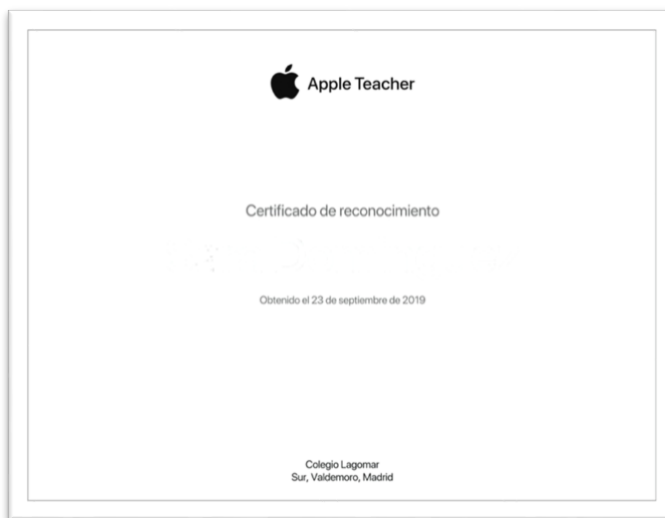 Apple Teacher
Certificado de reconocimiento
Obtenido el 23 de septiembre de 2019
Colegio Lagomar
Sur, Valdemoro, Madrid